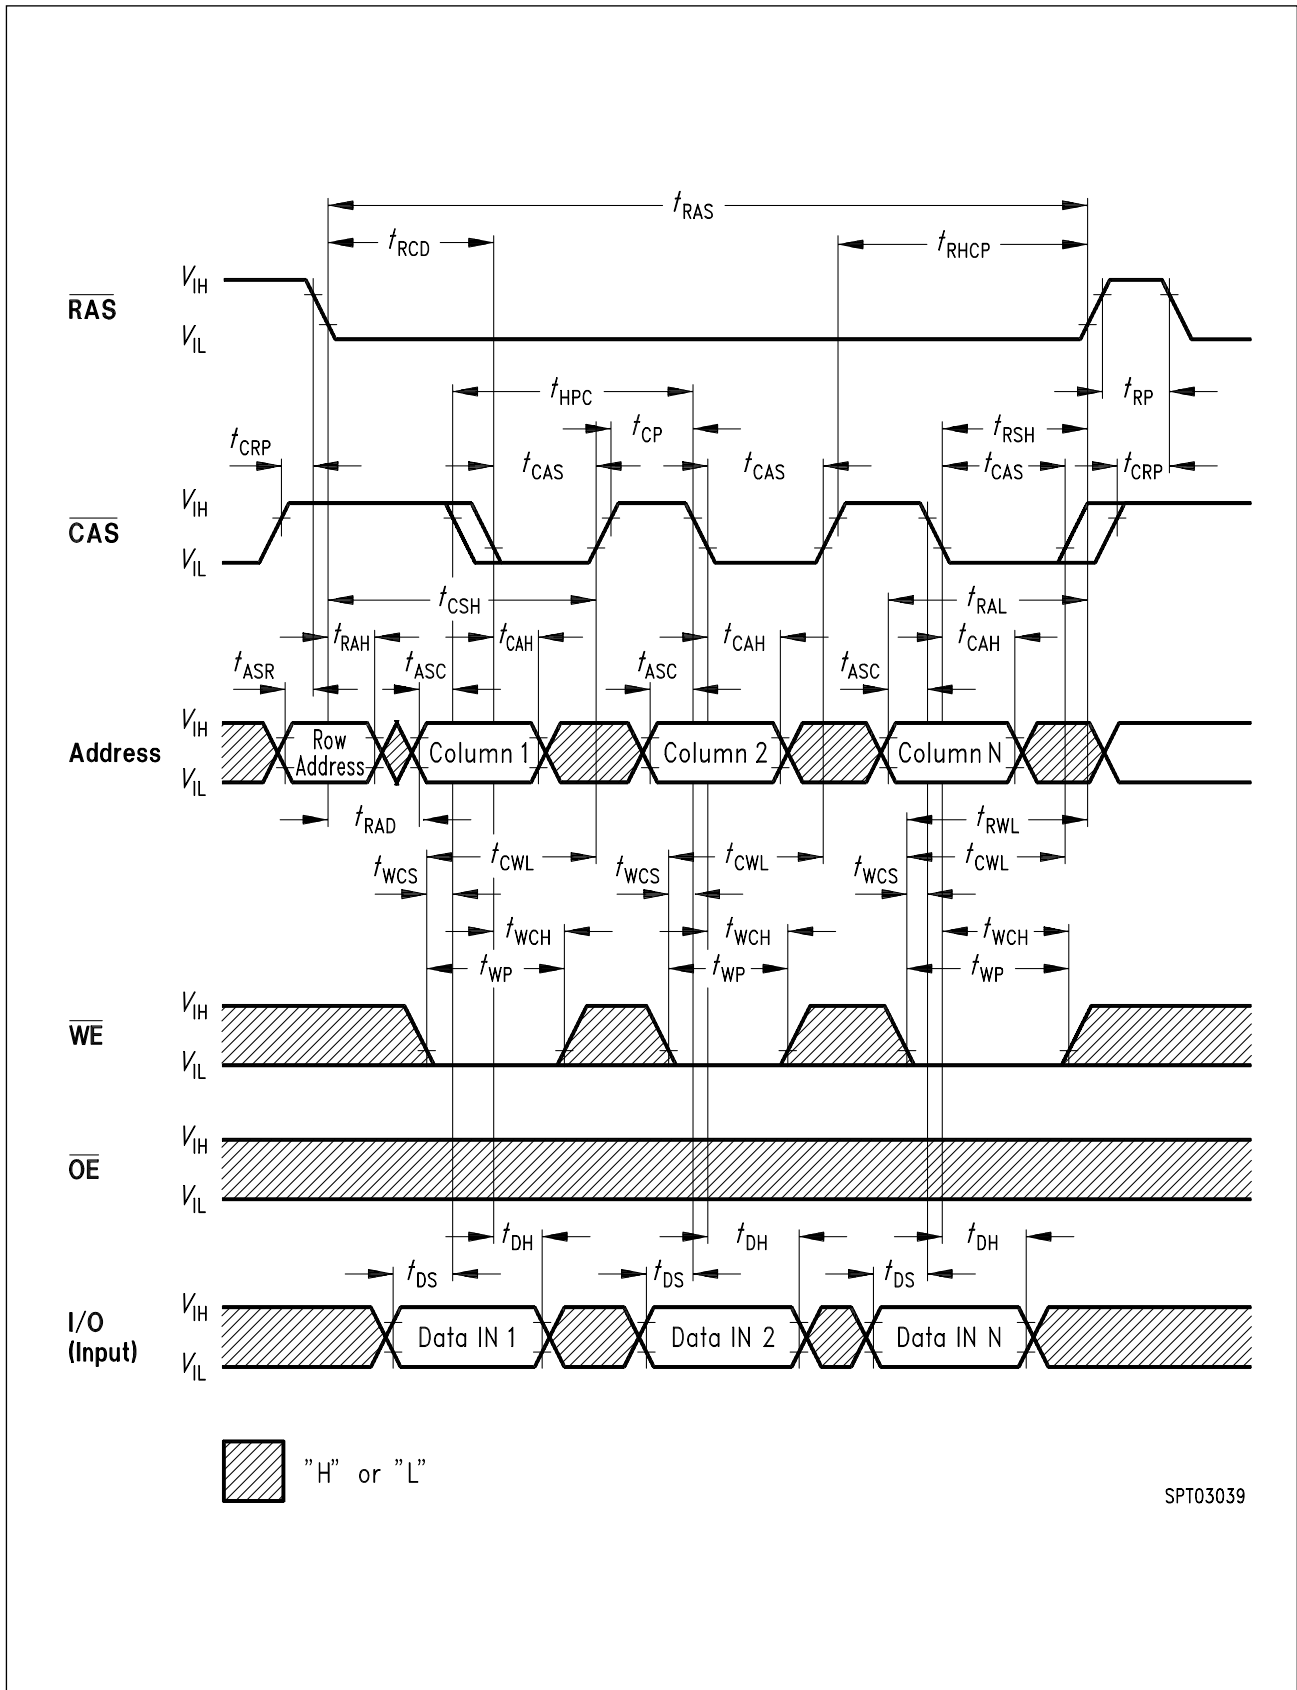 tRAS
tRCD
tRHCP
RAS
VIH
VIL
tHPC
tRP
tCP
tRSH
tCRP
tCAS
tCAS
tCAS
tCRP
CAS
VIH
VIL
tCSH
tRAL
tRAH
tCAH
tCAH
tCAH
tASR
tASC
tASC
tASC
Address
VIH
VIL
Row Address
Column 1
Column 2
Column N
tRAD
tRWL
tCWL
tCWL
tCWL
tWCS
tWCS
tWCS
tWCH
tWCH
tWCH
tWP
tWP
tWP
WE
VIH
VIL
OE
VIH
VIL
tDH
tDH
tDH
tDS
tDS
tDS
I/O
(Input)
VIH
VIL
Data IN 1
Data IN 2
Data IN N
"H" or "L"
SPT03039